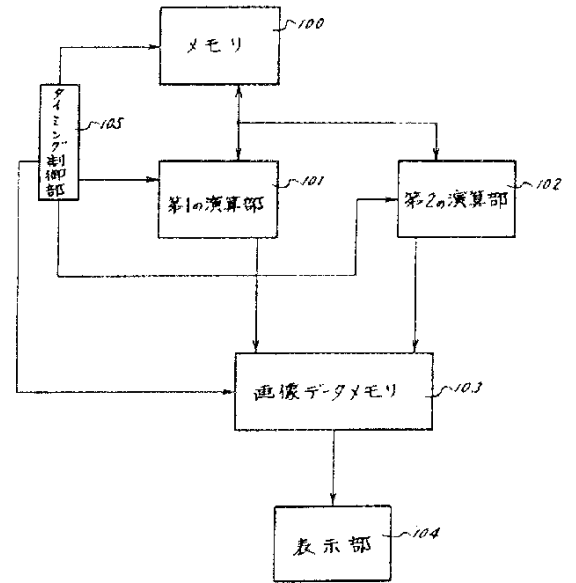 メモリ
100
タイミング制御部
105
第1の演算部
101
第2の演算部
102
画像データメモリ
103
表示部
104